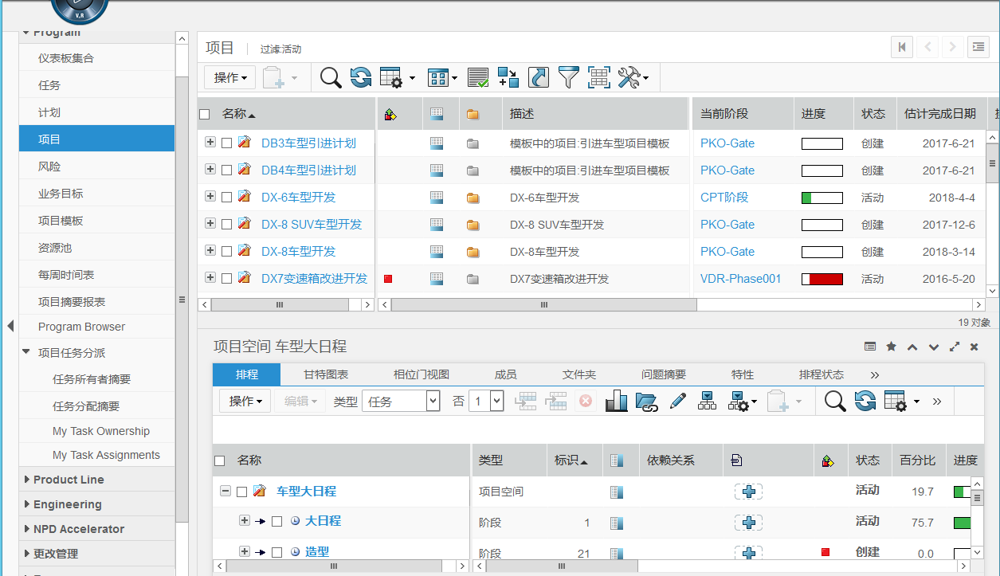 V,R
Program
仪表板集合
任务
计划
项目
风险
业务目标
项目模板
资源池
每周时间表
项目摘要报表
Program Browser
项目任务分派
任务所有者摘要
任务分配摘要
My Task Ownership
My Task Assignments
Product Line
Engineering
NPD Accelerator
更改管理
项目 过滤:活动
操作
名称 描述 当前阶段 进度 状态 估计完成日期
DB3车型引进计划 模板中的项目:引进车型项目模板 PKO-Gate 创建 2017-6-21
DB4车型引进计划 模板中的项目:引进车型项目模板 PKO-Gate 创建 2017-6-21
DX-6车型开发 DX-6车型开发 CPT阶段 活动 2018-4-4
DX-8 SUV车型开发 DX-8 SUV车型开发 PKO-Gate 创建 2017-12-6
DX-8车型开发 DX-8车型开发 PKO-Gate 创建 2018-3-14
DX7变速箱改进开发 DX7变速箱改进开发 VDR-Phase001 活动 2016-5-20
19 对象
项目空间 车型大日程
排程 甘特图表 相位门视图 成员 文件夹 问题摘要 特性 排程状态 »
操作 编辑 类型 任务 否 1 »
名称 类型 标识 依赖关系 状态 百分比 进度
车型大日程 项目空间 活动 19.7
大日程 阶段 1 活动 75.7
造型 阶段 21 创建 0.0